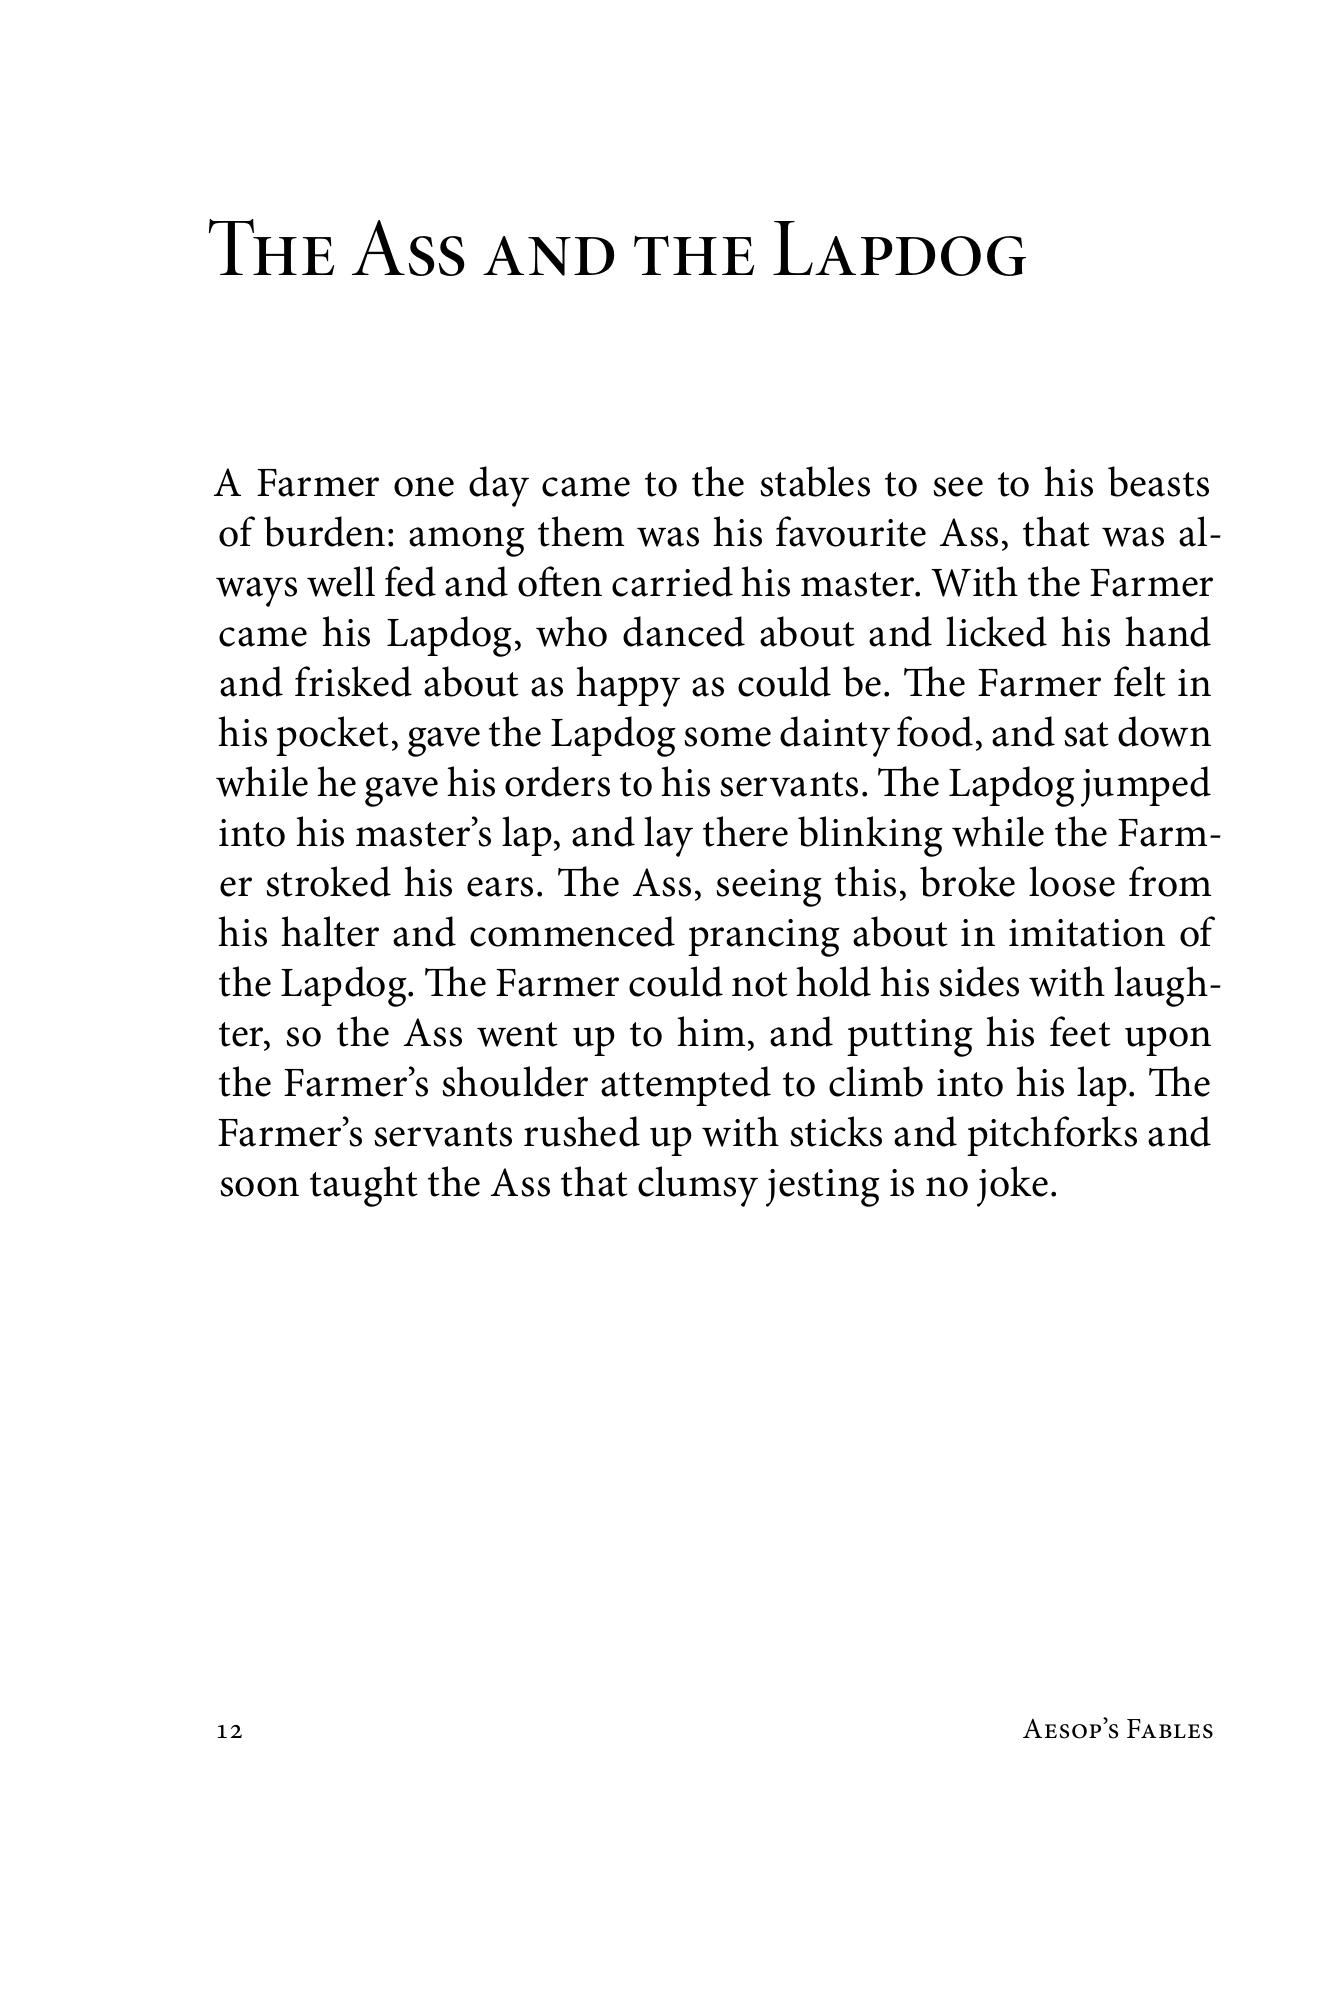 The Ass and the Lapdog
A Farmer one day came to the stables to see to his beasts
of burden: among them was his favourite Ass, that was al-
ways well fed and often carried his master. With the Farmer
came his Lapdog, who danced about and licked his hand
and frisked about as happy as could be. The Farmer felt in
his pocket, gave the Lapdog some dainty food, and sat down
while he gave his orders to his servants. The Lapdog jumped
into his master’s lap, and lay there blinking while the Farm-
er stroked his ears. The Ass, seeing this, broke loose from
his halter and commenced prancing about in imitation of
the Lapdog. The Farmer could not hold his sides with laugh-
ter, so the Ass went up to him, and putting his feet upon
the Farmer’s shoulder attempted to climb into his lap. The
Farmer’s servants rushed up with sticks and pitchforks and
soon taught the Ass that clumsy jesting is no joke.
12 Aesop’s Fables